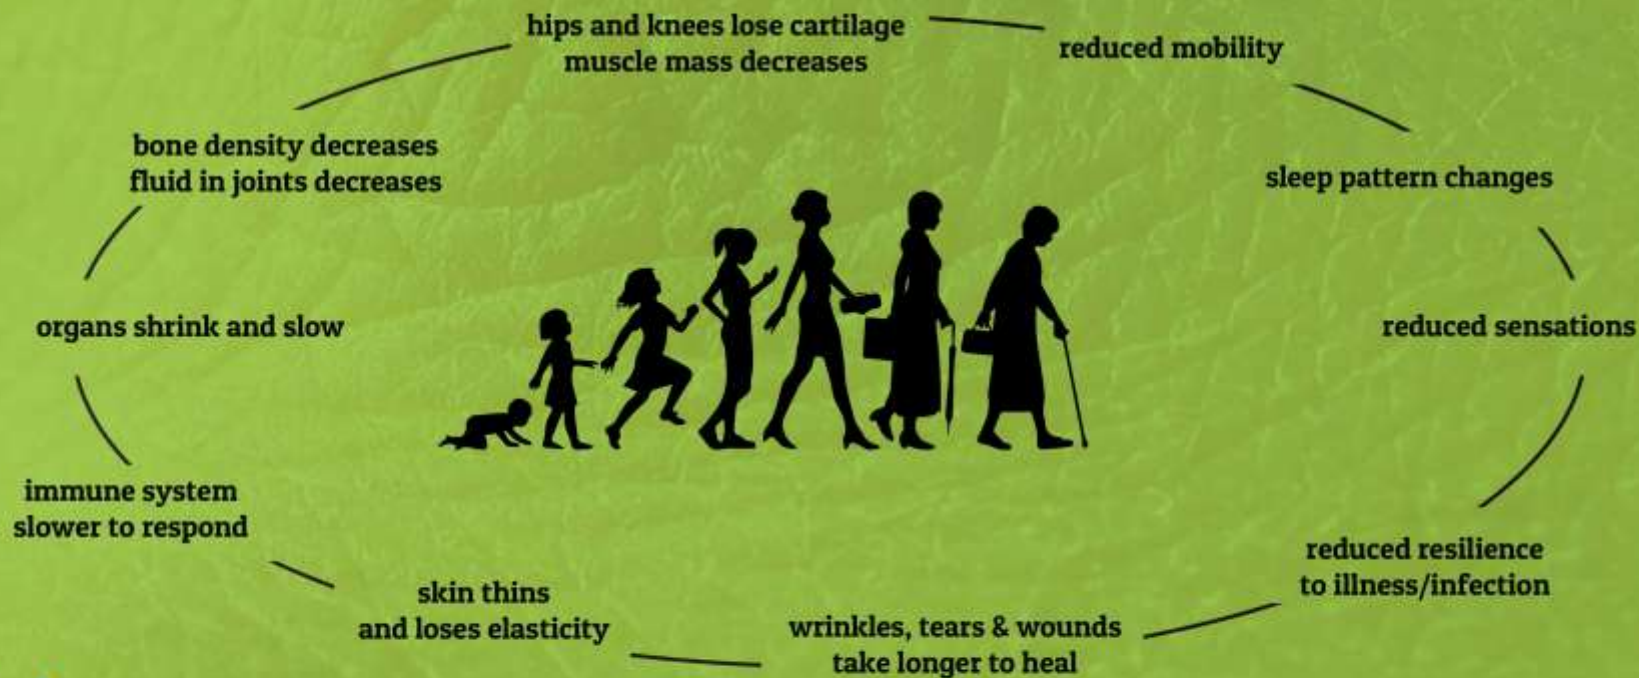 hips and knees lose cartilage
muscle mass decreases
reduced mobility
sleep pattern changes
reduced sensations
reduced resilience
to illness/infection
wrinkles, tears & wounds
take longer to heal
skin thins
and loses elasticity
immune system
slower to respond
organs shrink and slow
bone density decreases
fluid in joints decreases